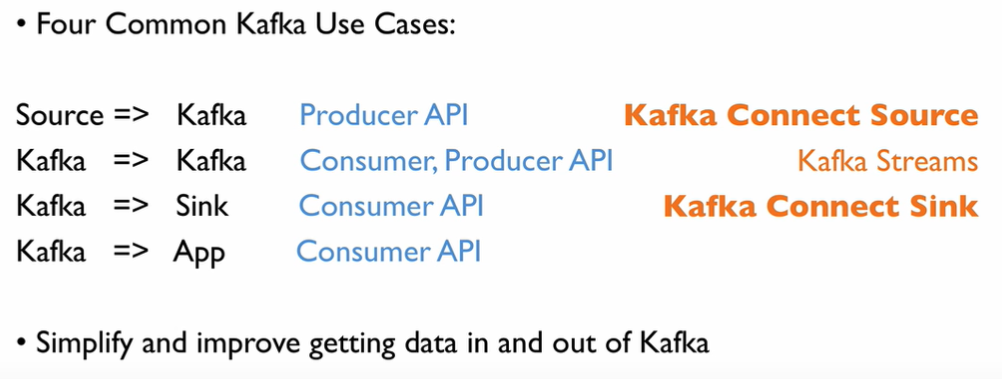 • Four Common Kafka Use Cases:
Source => Kafka Producer API Kafka Connect Source
Kafka => Kafka Consumer, Producer API Kafka Streams
Kafka => Sink Consumer API Kafka Connect Sink
Kafka => App Consumer API
• Simplify and improve getting data in and out of Kafka